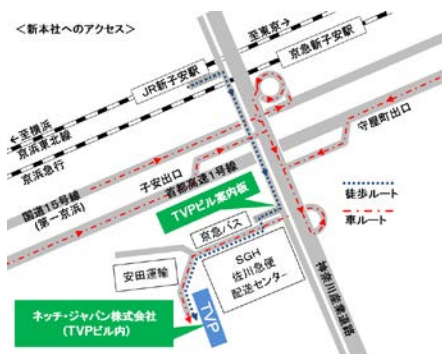 ＜新本社へのアクセス＞
至東京→
京急新子安駅
JR新子安駅
←至横浜
京浜東北線
京浜急行
守屋町出口
子安出口
首都高速1号線
国道15号線
(第一京浜)
徒歩ルート
車ルート
TVPビル案内板
京急バス
SGH
佐川急便
配送センター
安田運輸
神奈川産業道路
TVP
ネッチ・ジャパン株式会社
(TVPビル内)